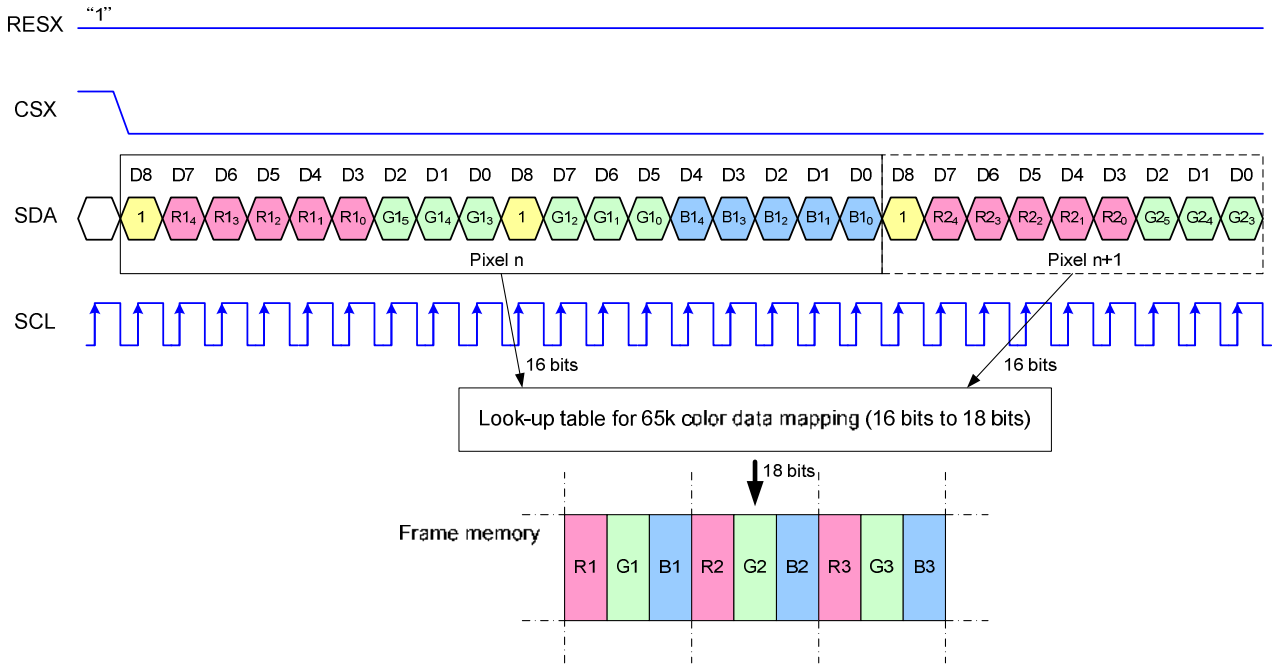 “1”
RESX
CSX
D8 D7 D6 D5 D4 D3 D2 D1 D0 D8 D7 D6 D5 D4 D3 D2 D1 D0 D8 D7 D6 D5 D4 D3 D2 D1 D0
SDA 1 R1₄ R1₃ R1₂ R1₁ R1₀ G1₅ G1₄ G1₃ 1 G1₂ G1₁ G1₀ B1₄ B1₃ B1₂ B1₁ B1₀ 1 R2₄ R2₃ R2₂ R2₁ R2₀ G2₅ G2₄ G2₃
Pixel n Pixel n+1
SCL
16 bits 16 bits
Look-up table for 65k color data mapping (16 bits to 18 bits)
18 bits
Frame memory
R1 G1 B1 R2 G2 B2 R3 G3 B3